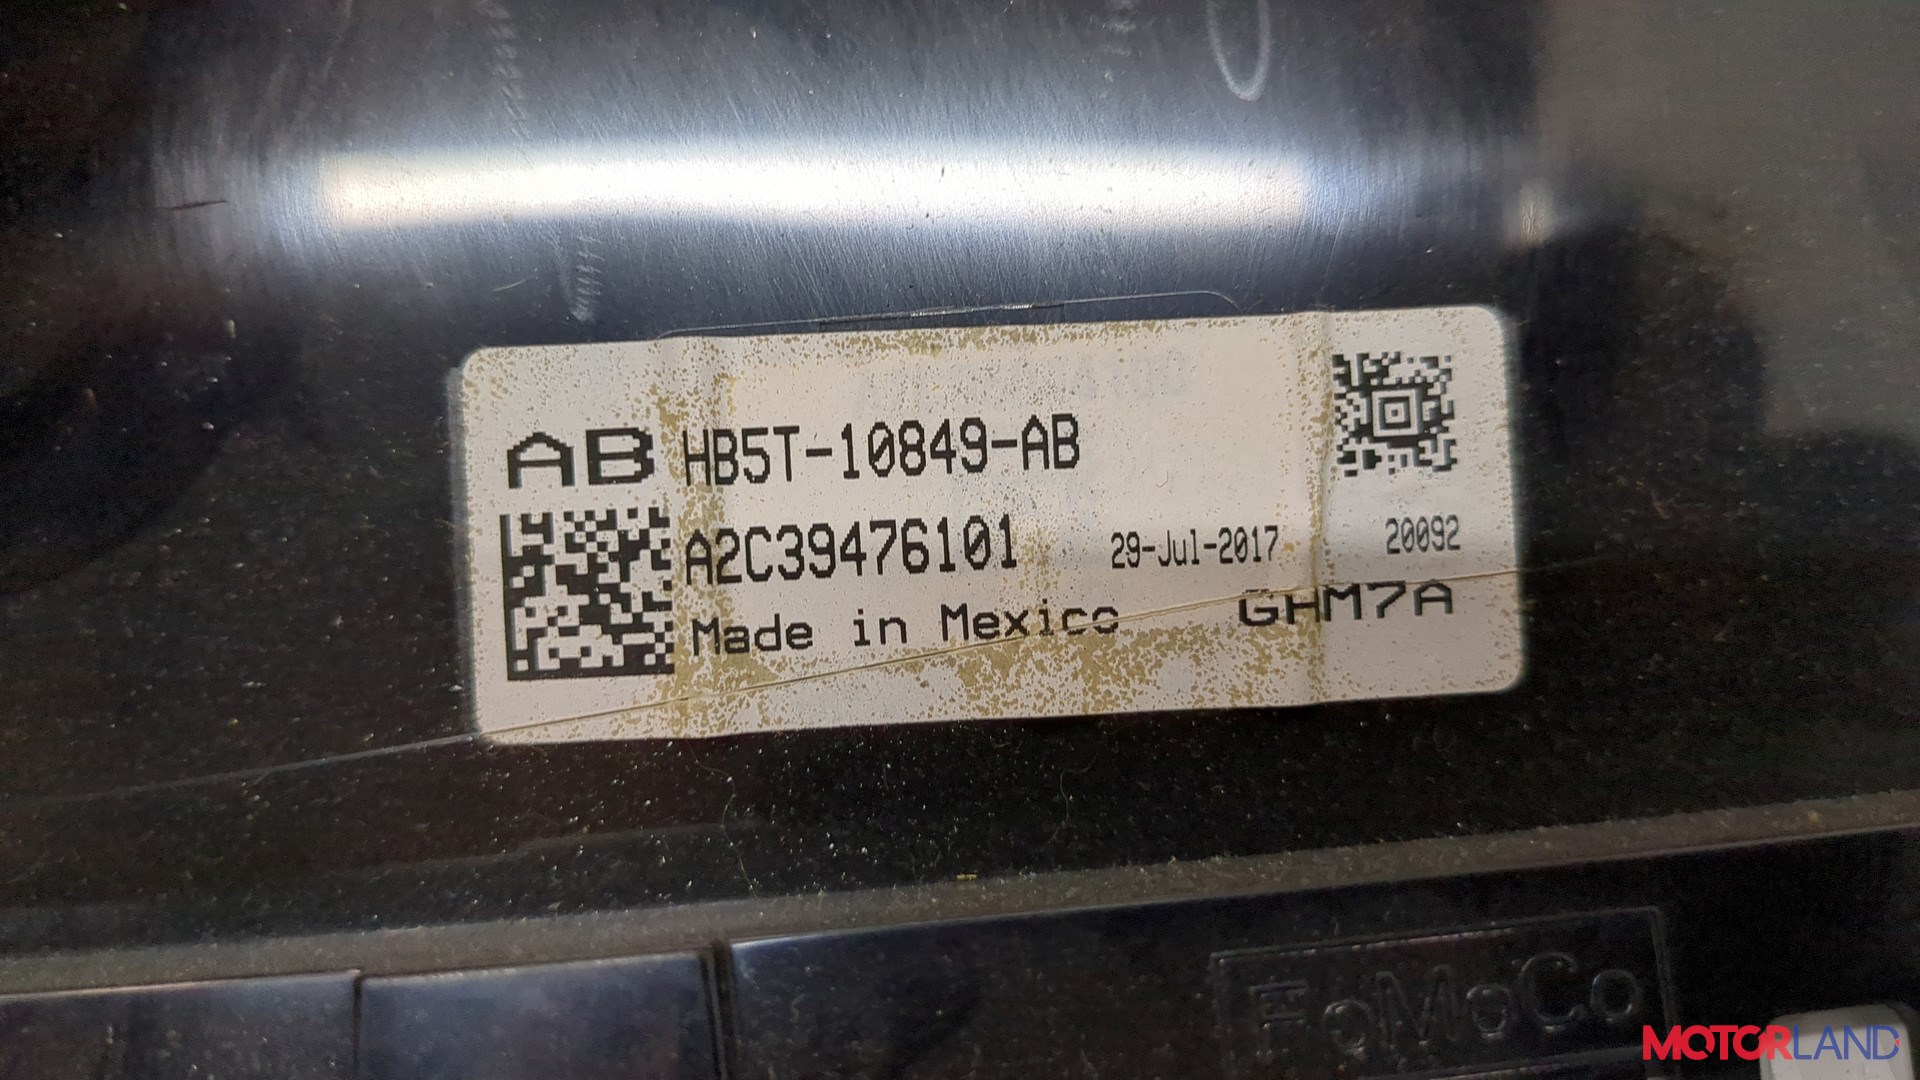 AB HB5T-10849-AB
A2C39476101 29-Jul-2017 20092
Made in Mexico GHM7A
FoMoCo
MOTORLAND